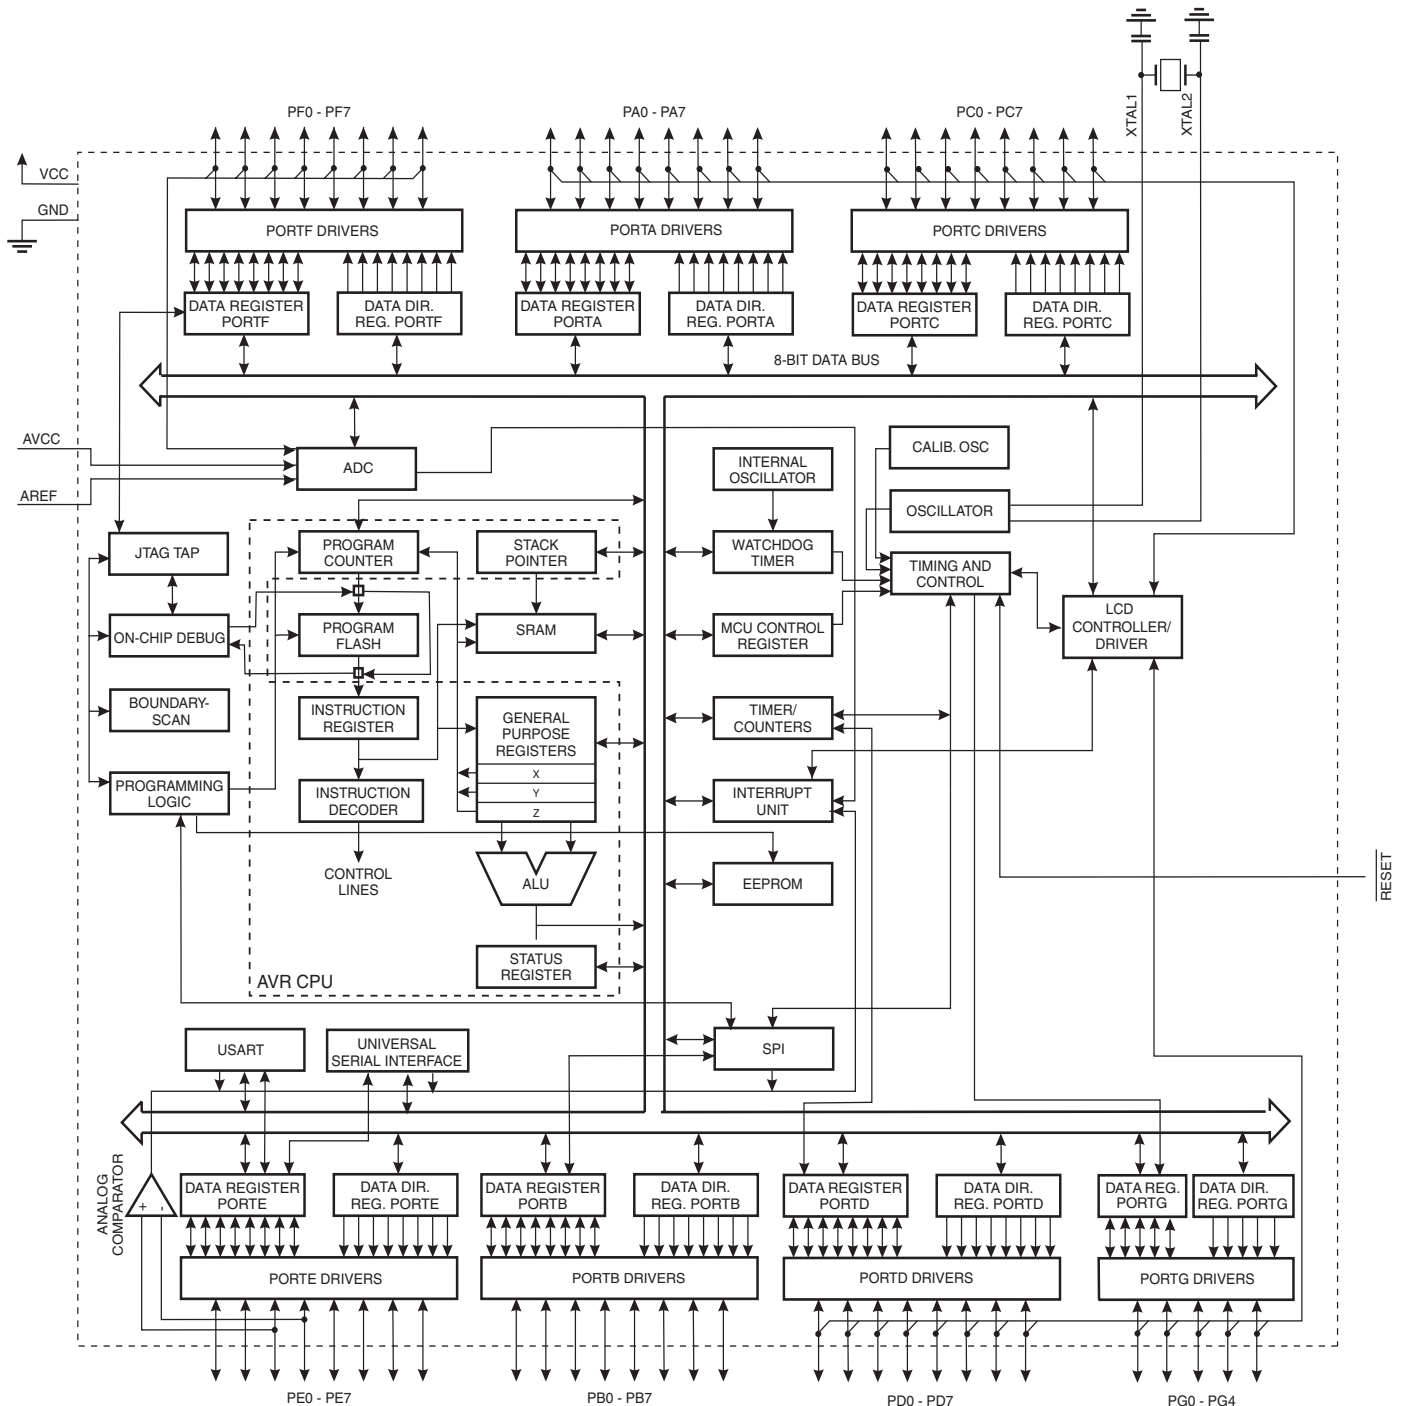 XTAL1
XTAL2
PF0 - PF7
PA0 - PA7
PC0 - PC7
VCC
GND
PORTF DRIVERS
PORTA DRIVERS
PORTC DRIVERS
DATA REGISTER
PORTF
DATA DIR.
REG. PORTF
DATA REGISTER
PORTA
DATA DIR.
REG. PORTA
DATA REGISTER
PORTC
DATA DIR.
REG. PORTC
8-BIT DATA BUS
AVCC
AREF
ADC
INTERNAL
OSCILLATOR
CALIB. OSC
OSCILLATOR
JTAG TAP
PROGRAM
COUNTER
STACK
POINTER
WATCHDOG
TIMER
TIMING AND
CONTROL
LCD
CONTROLLER/
DRIVER
ON-CHIP DEBUG
PROGRAM
FLASH
SRAM
MCU CONTROL
REGISTER
BOUNDARY-
SCAN
INSTRUCTION
REGISTER
GENERAL
PURPOSE
REGISTERS
X
Y
Z
TIMER/
COUNTERS
PROGRAMMING
LOGIC
INSTRUCTION
DECODER
INTERRUPT
UNIT
CONTROL
LINES
ALU
EEPROM
RESET
STATUS
REGISTER
AVR CPU
USART
UNIVERSAL
SERIAL INTERFACE
SPI
ANALOG
COMPARATOR
+
-
DATA REGISTER
PORTE
DATA DIR.
REG. PORTE
DATA REGISTER
PORTB
DATA DIR.
REG. PORTB
DATA REGISTER
PORTD
DATA DIR.
REG. PORTD
DATA REG.
PORTG
DATA DIR.
REG. PORTG
PORTE DRIVERS
PORTB DRIVERS
PORTD DRIVERS
PORTG DRIVERS
PE0 - PE7
PB0 - PB7
PD0 - PD7
PG0 - PG4